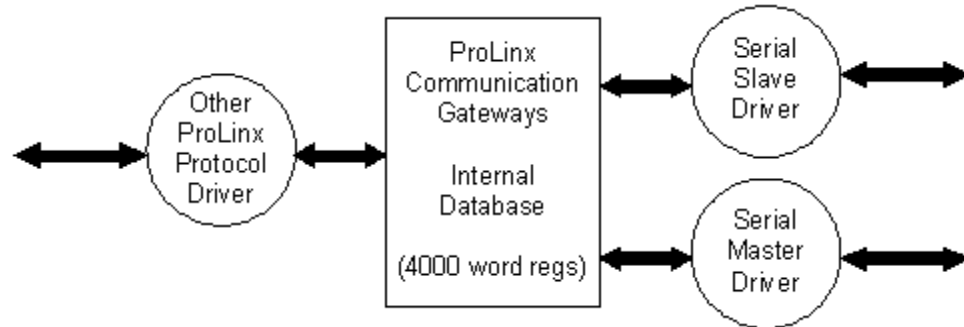 Other
ProLinx
Protocol
Driver
ProLinx
Communication
Gateways
Internal
Database
(4000 word regs)
Serial
Slave
Driver
Serial
Master
Driver